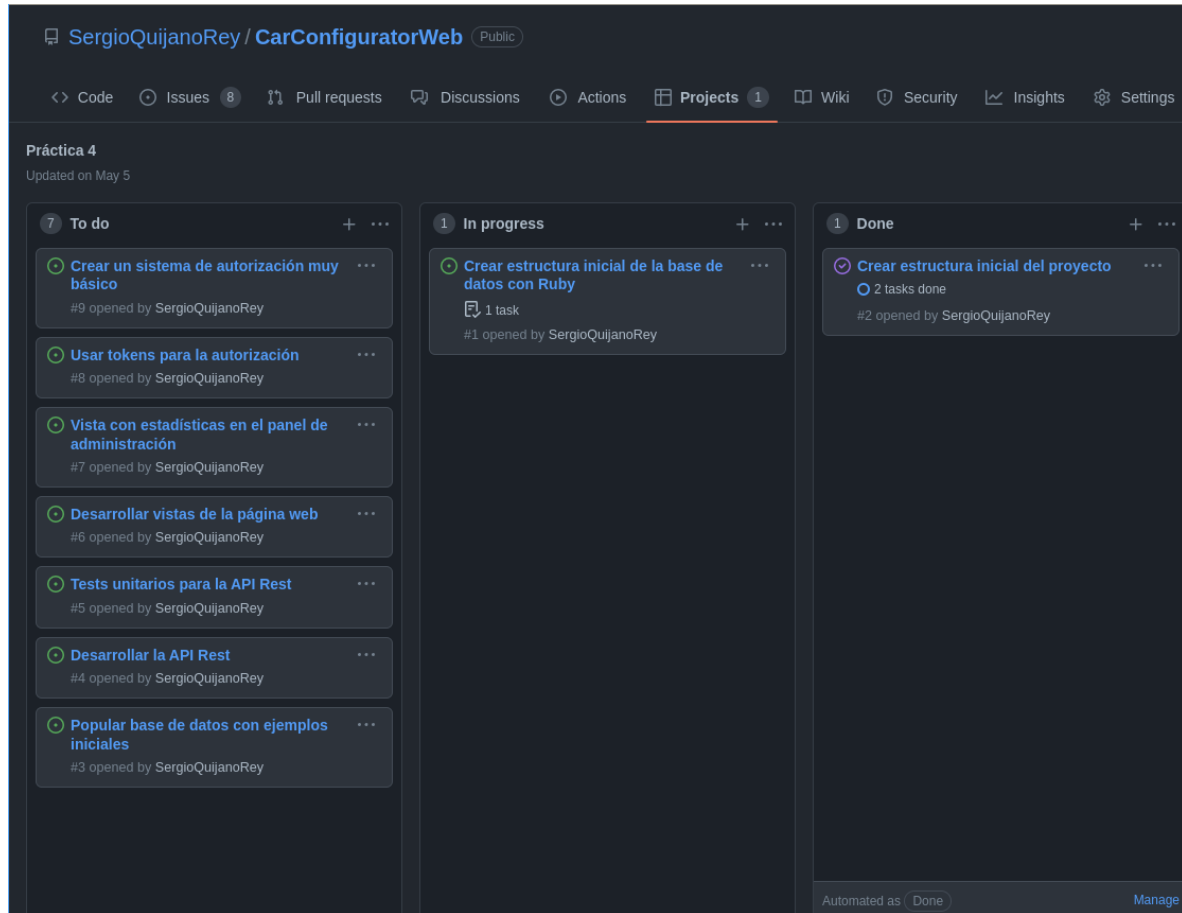 SergioQuijanoRey / CarConfiguratorWeb Public
Code Issues 8 Pull requests Discussions Actions Projects 1 Wiki Security Insights Settings
Práctica 4
Updated on May 5
7 To do
Crear un sistema de autorización muy
básico
#9 opened by SergioQuijanoRey
Usar tokens para la autorización
#8 opened by SergioQuijanoRey
Vista con estadísticas en el panel de
administración
#7 opened by SergioQuijanoRey
Desarrollar vistas de la página web
#6 opened by SergioQuijanoRey
Tests unitarios para la API Rest
#5 opened by SergioQuijanoRey
Desarrollar la API Rest
#4 opened by SergioQuijanoRey
Popular base de datos con ejemplos
iniciales
#3 opened by SergioQuijanoRey
1 In progress
Crear estructura inicial de la base de
datos con Ruby
1 task
#1 opened by SergioQuijanoRey
1 Done
Crear estructura inicial del proyecto
2 tasks done
#2 opened by SergioQuijanoRey
Automated as Done Manage